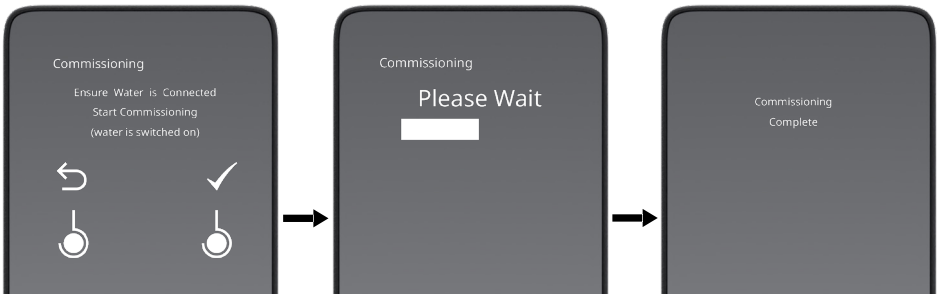 Commissioning
Ensure Water is Connected
Start Commissioning
(water is switched on)
Commissioning
Please Wait
Commissioning
Complete